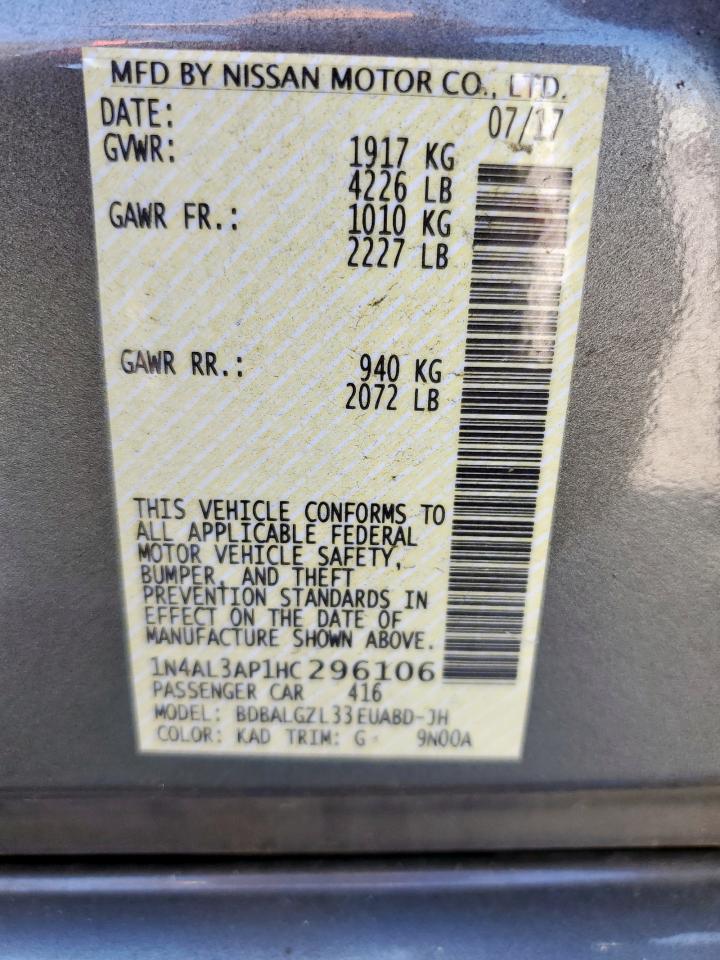 MFD BY NISSAN MOTOR CO., LTD.
DATE: 07/17
GVWR: 1917 KG
4226 LB
GAWR FR.: 1010 KG
2227 LB
GAWR RR.: 940 KG
2072 LB
THIS VEHICLE CONFORMS TO
ALL APPLICABLE FEDERAL
MOTOR VEHICLE SAFETY,
BUMPER, AND THEFT
PREVENTION STANDARDS IN
EFFECT ON THE DATE OF
MANUFACTURE SHOWN ABOVE.
1N4AL3AP1HC296106
PASSENGER CAR 416
MODEL: BDBALGZL33EUABD-JH
COLOR: KAD TRIM: G 9N00A